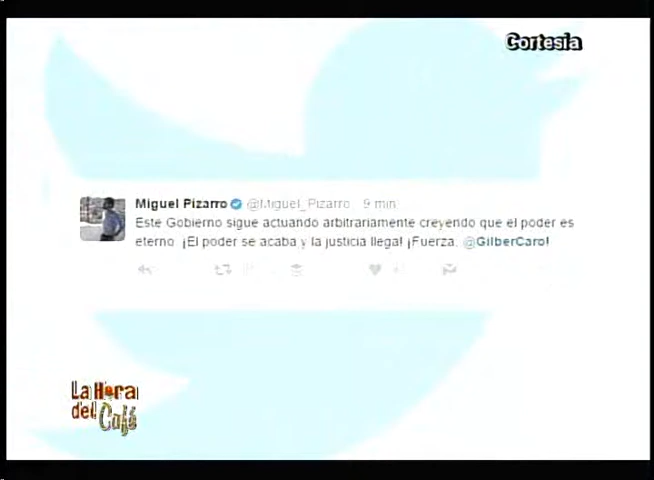 Cortesía
Miguel Pizarro @Miguel_Pizarro 9 min
Este Gobierno sigue actuando arbitrariamente creyendo que el poder es
eterno. ¡El poder se acaba y la justicia llega! ¡Fuerza, @GilberCaro!
La Hora
del Café